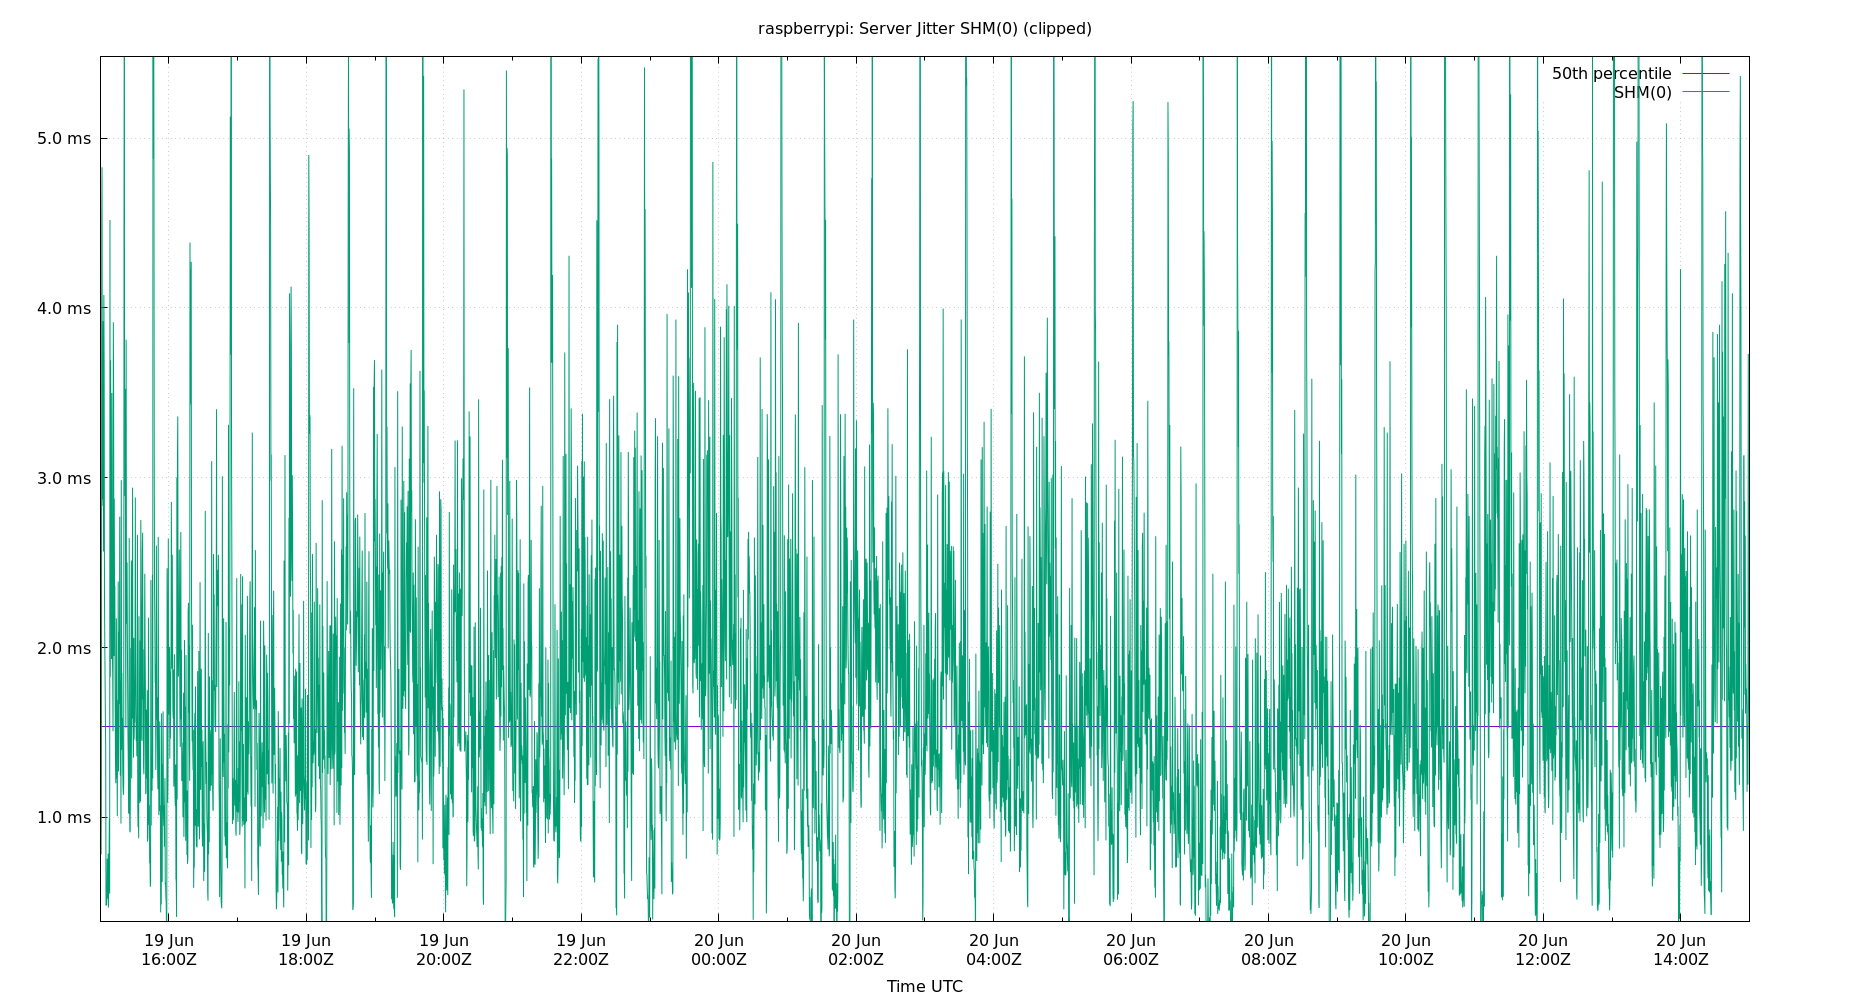 raspberrypi: Server Jitter SHM(0) (clipped)
50th percentile
SHM(0)
5.0 ms
4.0 ms
3.0 ms
2.0 ms
1.0 ms
19 Jun 19 Jun 19 Jun 19 Jun 20 Jun 20 Jun 20 Jun 20 Jun 20 Jun 20 Jun 20 Jun 20 Jun
16:00Z 18:00Z 20:00Z 22:00Z 00:00Z 02:00Z 04:00Z 06:00Z 08:00Z 10:00Z 12:00Z 14:00Z
Time UTC